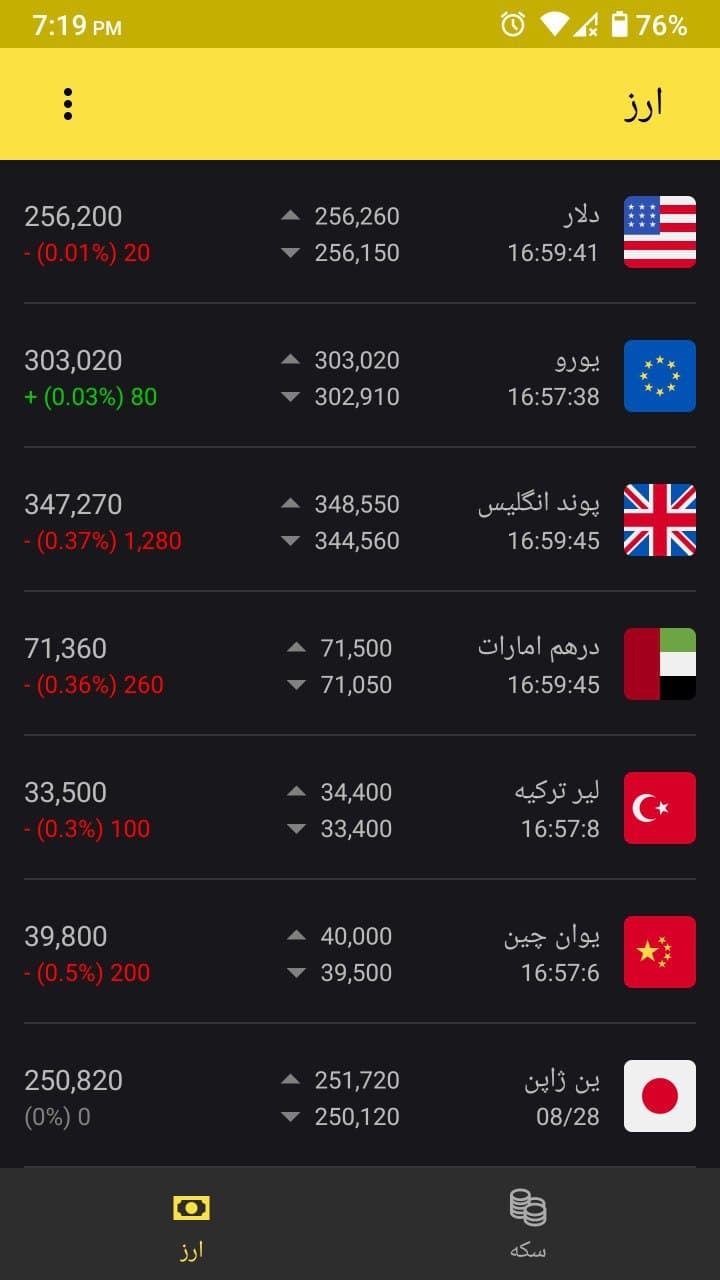 7:19 PM 76%
ارز
دلار
256,260
256,200
16:59:41
256,150
- (0.01%) 20
یورو
303,020
303,020
16:57:38
302,910
+ (0.03%) 80
پوند انگلیس
348,550
347,270
16:59:45
344,560
- (0.37%) 1,280
درهم امارات
71,500
71,360
16:59:45
71,050
- (0.36%) 260
لیر ترکیه
34,400
33,500
16:57:8
33,400
- (0.3%) 100
یوان چین
40,000
39,800
16:57:6
39,500
- (0.5%) 200
ین ژاپن
251,720
250,820
08/28
250,120
(0%) 0
سکه
ارز